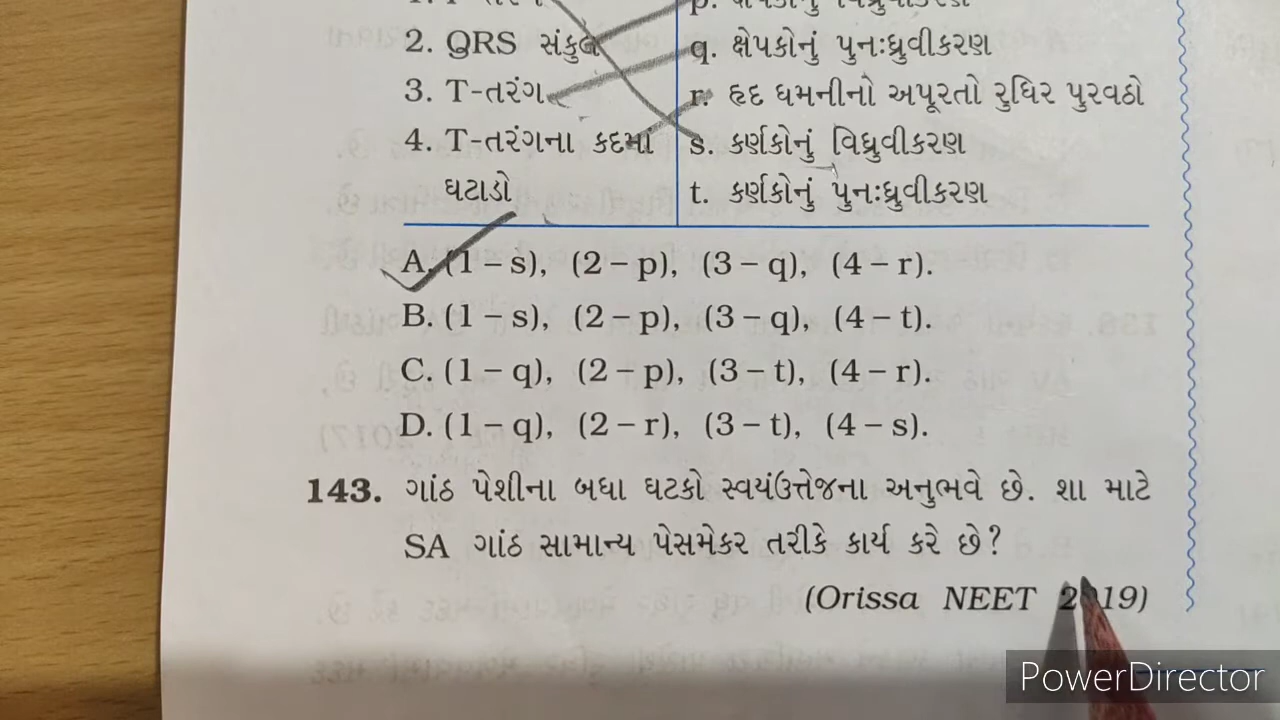 2. QRS સંકુલ
q. ક્ષેપકોનું પુનઃધ્રુવીકરણ
3. T-તરંગ
r. હૃદ ધમનીનો અપૂરતો રુધિર પુરવઠો
4. T-તરંગના કદમાં
s. કર્ણકોનું વિધ્રુવીકરણ
ઘટાડો
t. કર્ણકોનું પુનઃધ્રુવીકરણ
A. (1 – s), (2 – p), (3 – q), (4 – r).
B. (1 – s), (2 – p), (3 – q), (4 – t).
C. (1 – q), (2 – p), (3 – t), (4 – r).
D. (1 – q), (2 – r), (3 – t), (4 – s).
143. ગાંઠ પેશીના બધા ઘટકો સ્વયંઉત્તેજના અનુભવે છે. શા માટે
SA ગાંઠ સામાન્ય પેસમેકર તરીકે કાર્ય કરે છે?
(Orissa NEET 2019)
PowerDirector